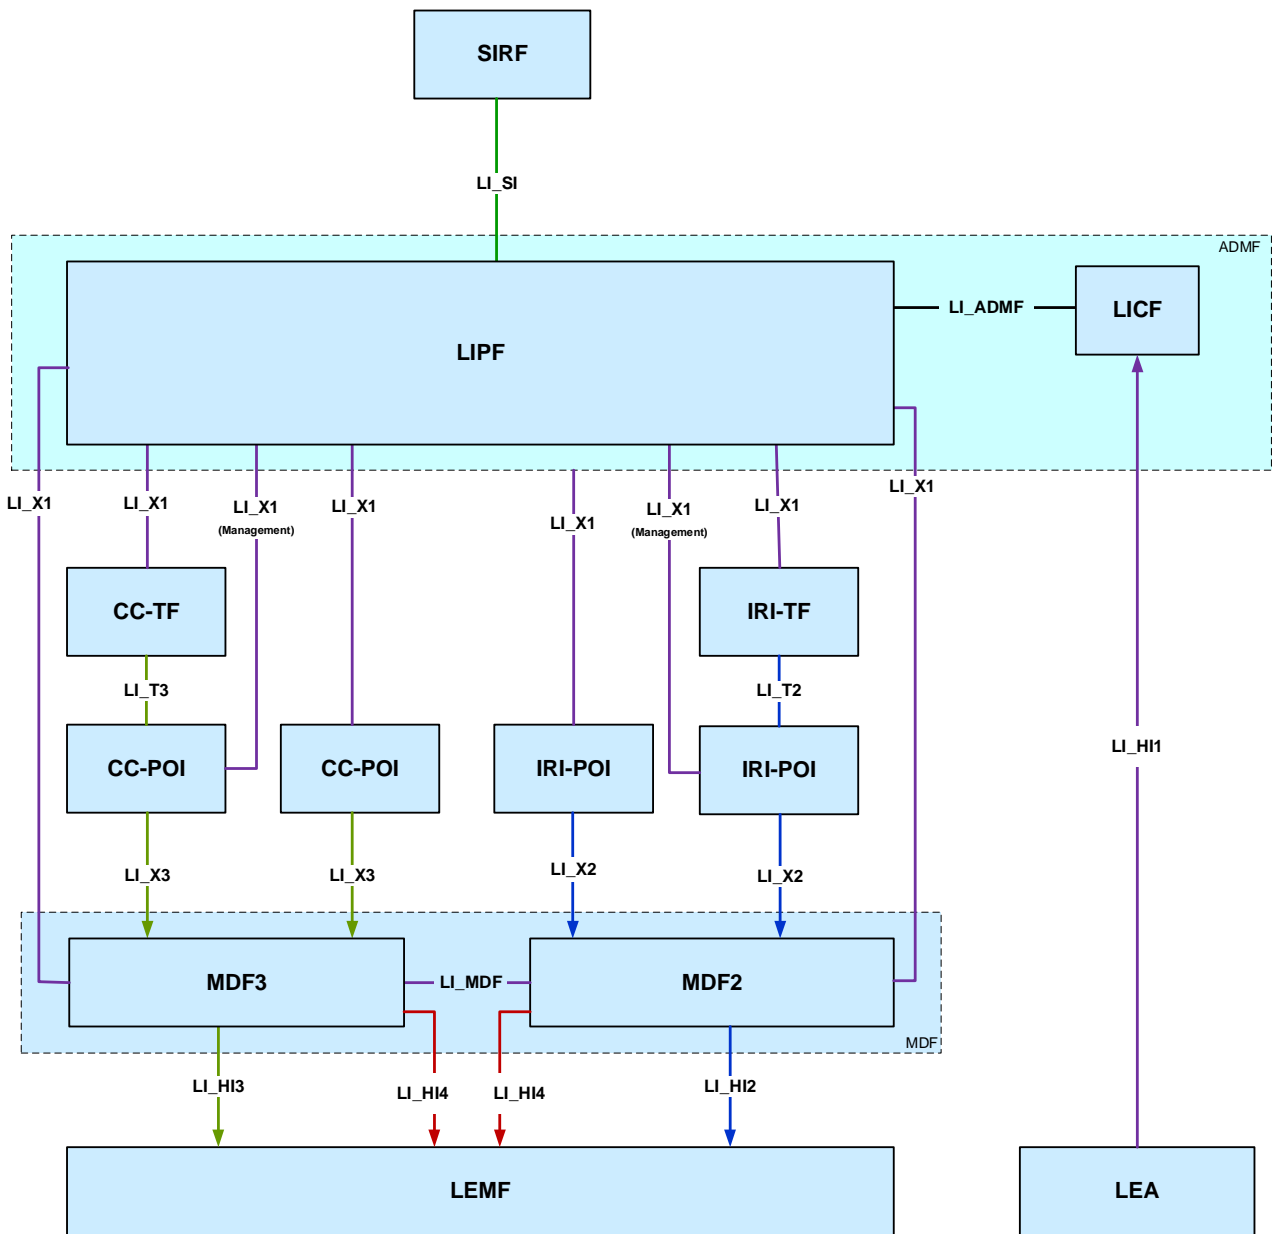 SIRF
LI_SI
ADMF
LI_ADMF
LICF
LIPF
LI_X1
LI_X1
LI_X1
(Management)
LI_X1
LI_X1
LI_X1
(Management)
LI_X1
LI_X1
CC-TF
IRI-TF
LI_T3
LI_T2
LI_HI1
CC-POI
CC-POI
IRI-POI
IRI-POI
LI_X3
LI_X3
LI_X2
LI_X2
MDF3
LI_MDF
MDF2
MDF
LI_HI3
LI_HI4
LI_HI4
LI_HI2
LEMF
LEA